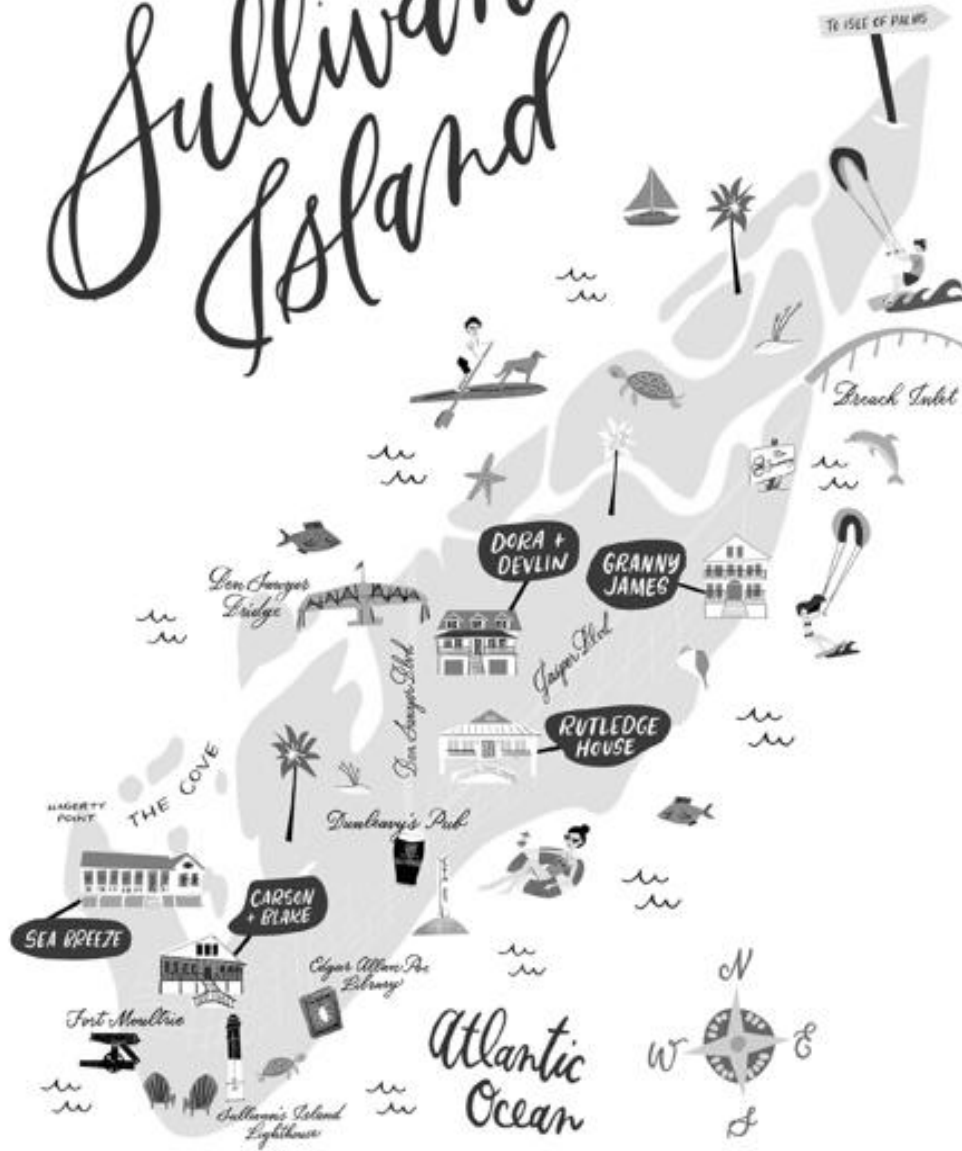 Sullivan
Island
TO ISLE OF PALMS
Breach Inlet
DORA +
DEVLIN
GRANNY
JAMES
Ben Sawyer
Bridge
Jasper Blvd
Ben Sawyer Blvd
RUTLEDGE
HOUSE
THE COVE
HAGERTY
POINT
Dunleavy's Pub
CARSON
+ BLAKE
SEA BREEZE
Edgar Allan Poe
Library
Fort Moultrie
Sullivan's Island
Lighthouse
Atlantic
Ocean
N
W
E
S